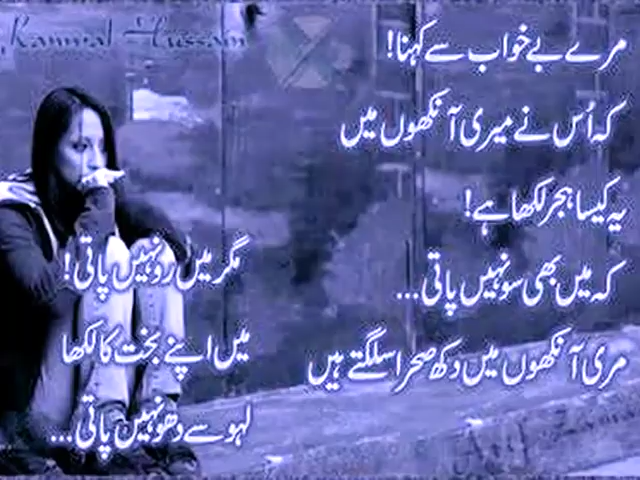 Kanwal Hussain
مرے بے خواب سے کہنا!
کہ اُس نے میری آنکھوں میں
یہ کیسا ہجر لکھا ہے!
کہ میں بھی سو نہیں پاتی...
مری آنکھوں میں دکھ صحرا سلگتے ہیں
مگر میں رو نہیں پاتی!
میں اپنے بخت کا لکھا
لہو سے دھو نہیں پاتی...